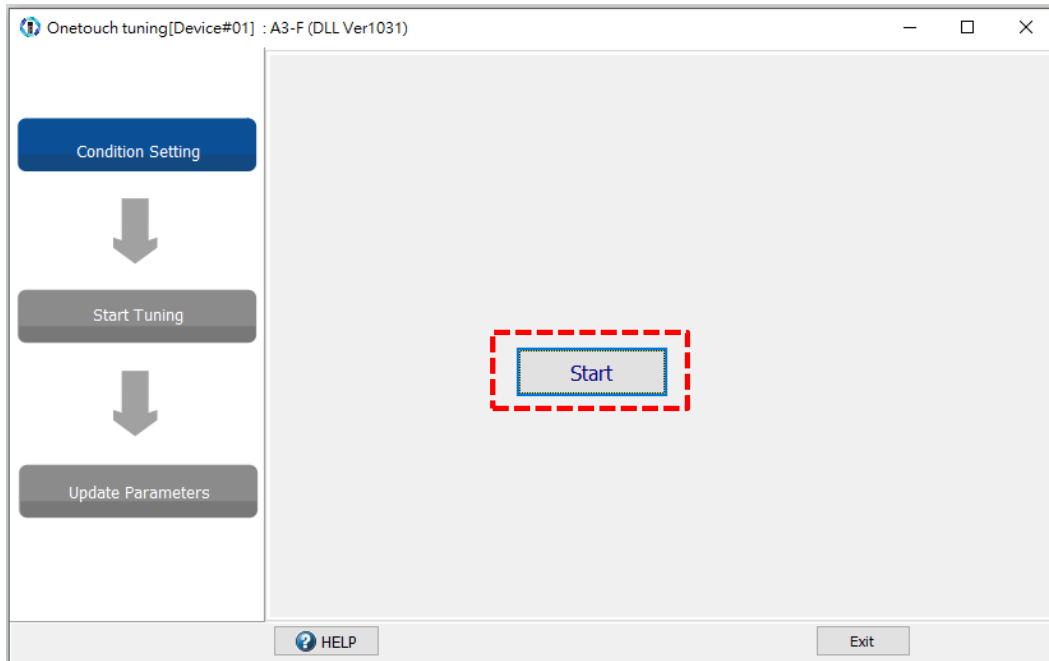 Onetouch tuning[Device#01] : A3-F (DLL Ver1031)
Condition Setting
Start Tuning
Start
Update Parameters
HELP
Exit